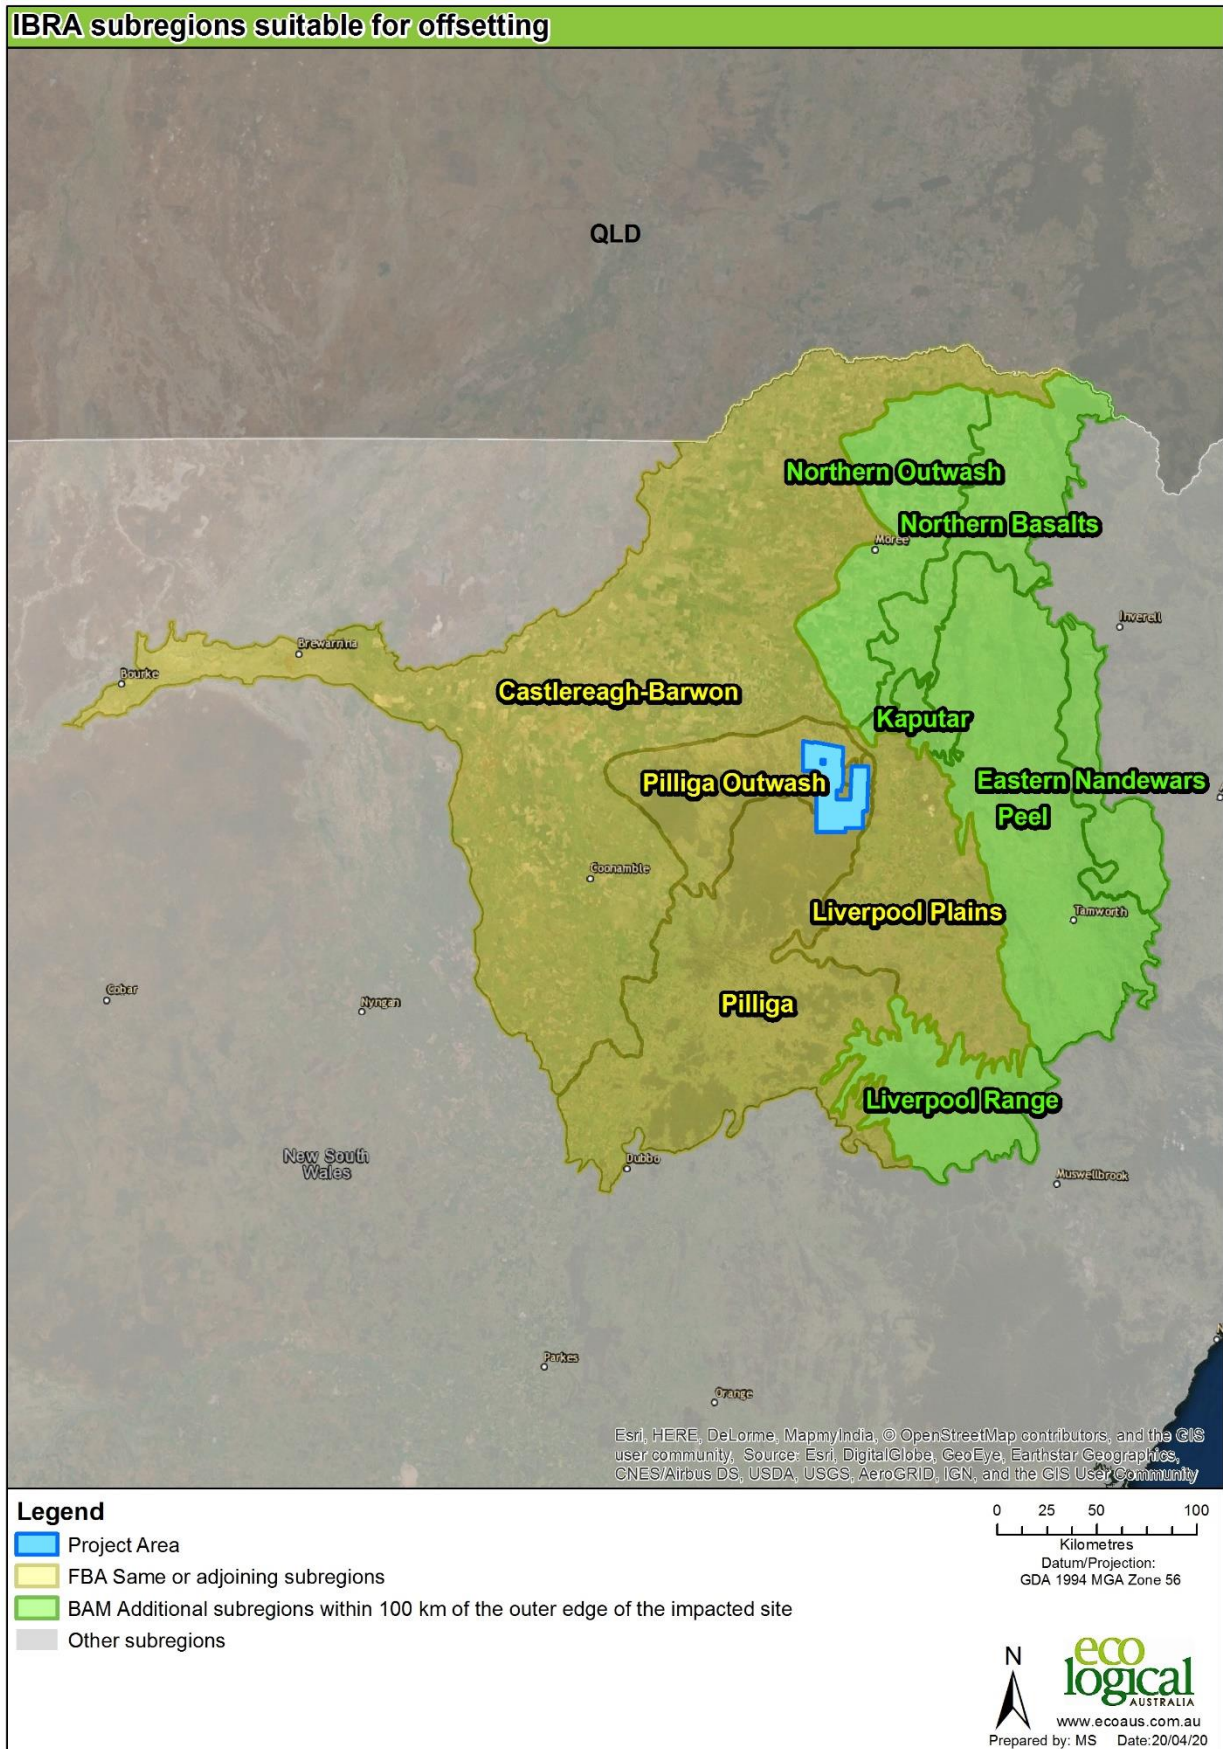 IBRA subregions suitable for offsetting
QLD
Northern Outwash
Northern Basalts
Moree
Inverell
Brewarrina
Bourke
Castlereagh-Barwon
Kaputar
Pilliga Outwash
Eastern Nandewars
Peel
Coonamble
Liverpool Plains
Tamworth
Cobar
Nyngan
Pilliga
Liverpool Range
New South
Wales
Dubbo
Muswellbrook
Parkes
Orange
Esri, HERE, DeLorme, MapmyIndia, © OpenStreetMap contributors, and the GIS
user community, Source: Esri, DigitalGlobe, GeoEye, Earthstar Geographics,
CNES/Airbus DS, USDA, USGS, AeroGRID, IGN, and the GIS User Community
Legend
Project Area
FBA Same or adjoining subregions
BAM Additional subregions within 100 km of the outer edge of the impacted site
Other subregions
0 25 50 100
Kilometres
Datum/Projection:
GDA 1994 MGA Zone 56
N
eco
logical
AUSTRALIA
www.ecoaus.com.au
Prepared by: MS Date:20/04/20